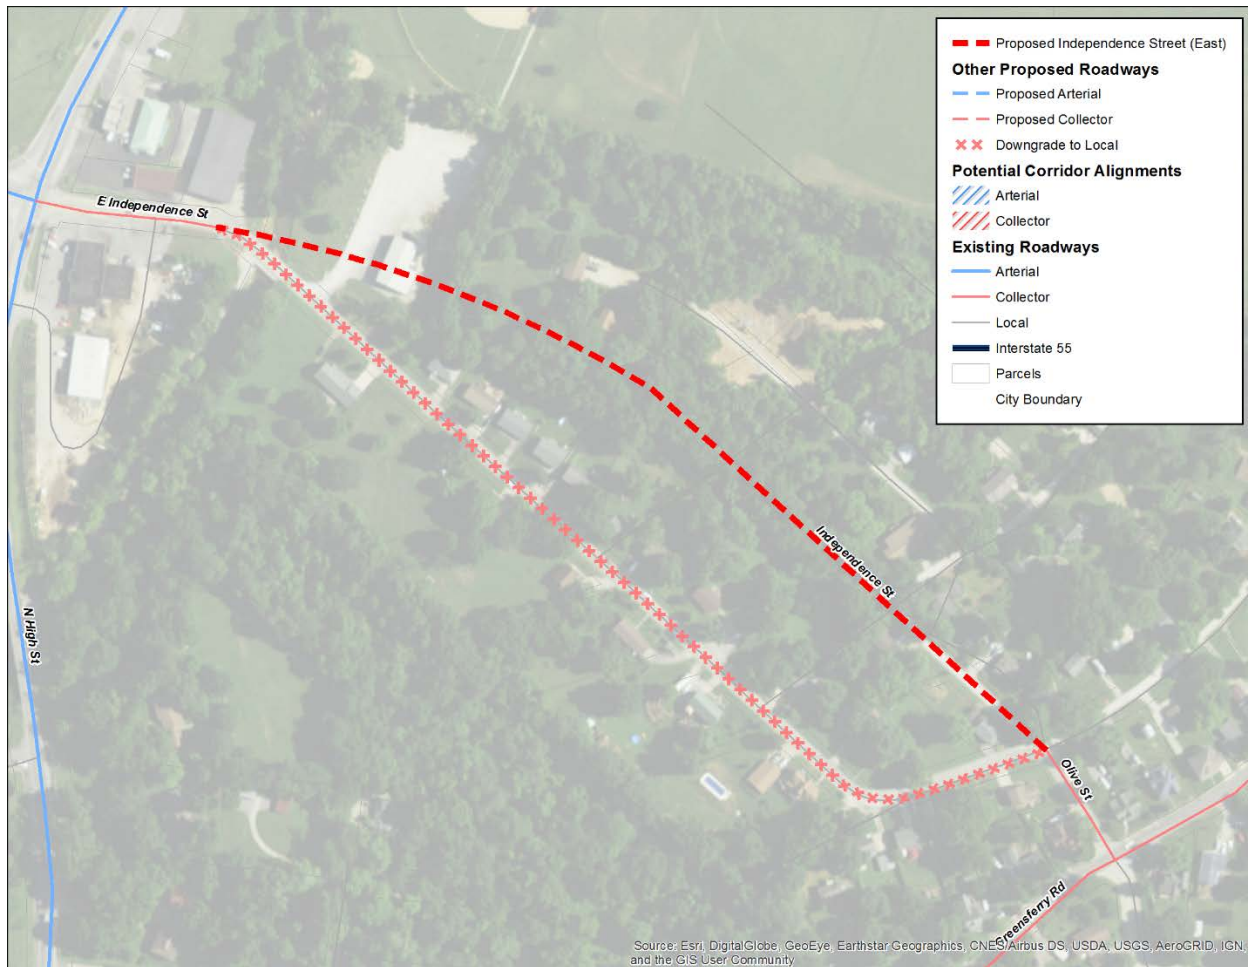 Proposed Independence Street (East)
Other Proposed Roadways
Proposed Arterial
Proposed Collector
Downgrade to Local
Potential Corridor Alignments
Arterial
Collector
Existing Roadways
Arterial
Collector
Local
Interstate 55
Parcels
City Boundary
E Independence St
Independence St
N High St
Olive St
Greensferry Rd
Source: Esri, DigitalGlobe, GeoEye, Earthstar Geographics, CNES/Airbus DS, USDA, USGS, AeroGRID, IGN,
and the GIS User Community